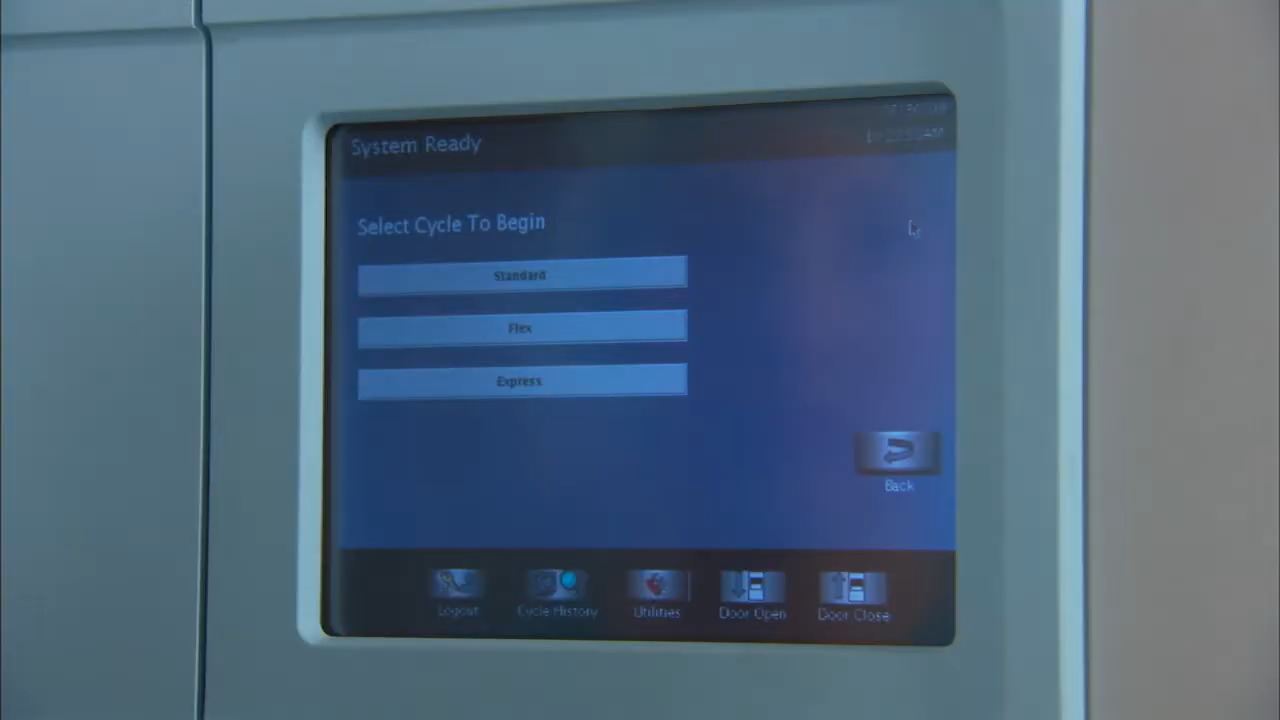 System Ready
Select Cycle To Begin
Standard
Flex
Express
Back
Logout
Cycle History
Utilities
Door Open
Door Close